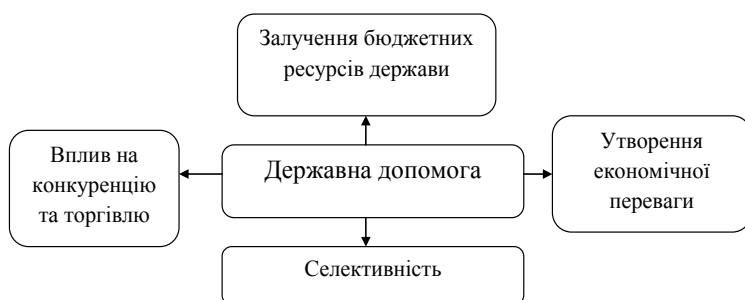 Залучення бюджетних
ресурсів держави
Вплив на
конкуренцію
та торгівлю
Державна допомога
Утворення
економічної
переваги
Селективність